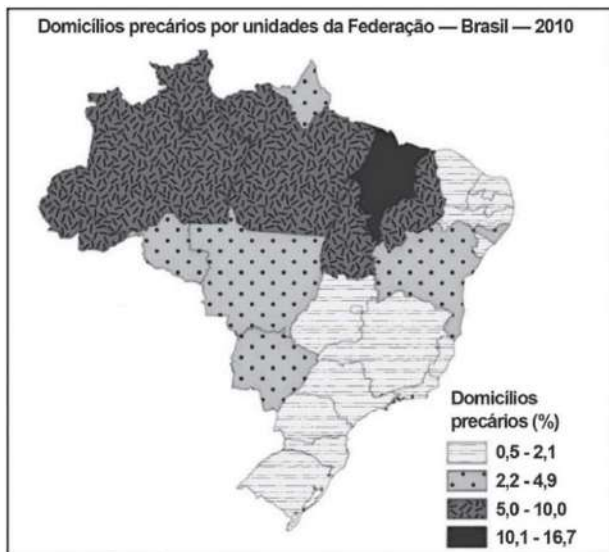 Domicílios precários por unidades da Federação — Brasil — 2010
Domicílios
precários (%)
0,5 - 2,1
2,2 - 4,9
5,0 - 10,0
10,1 - 16,7